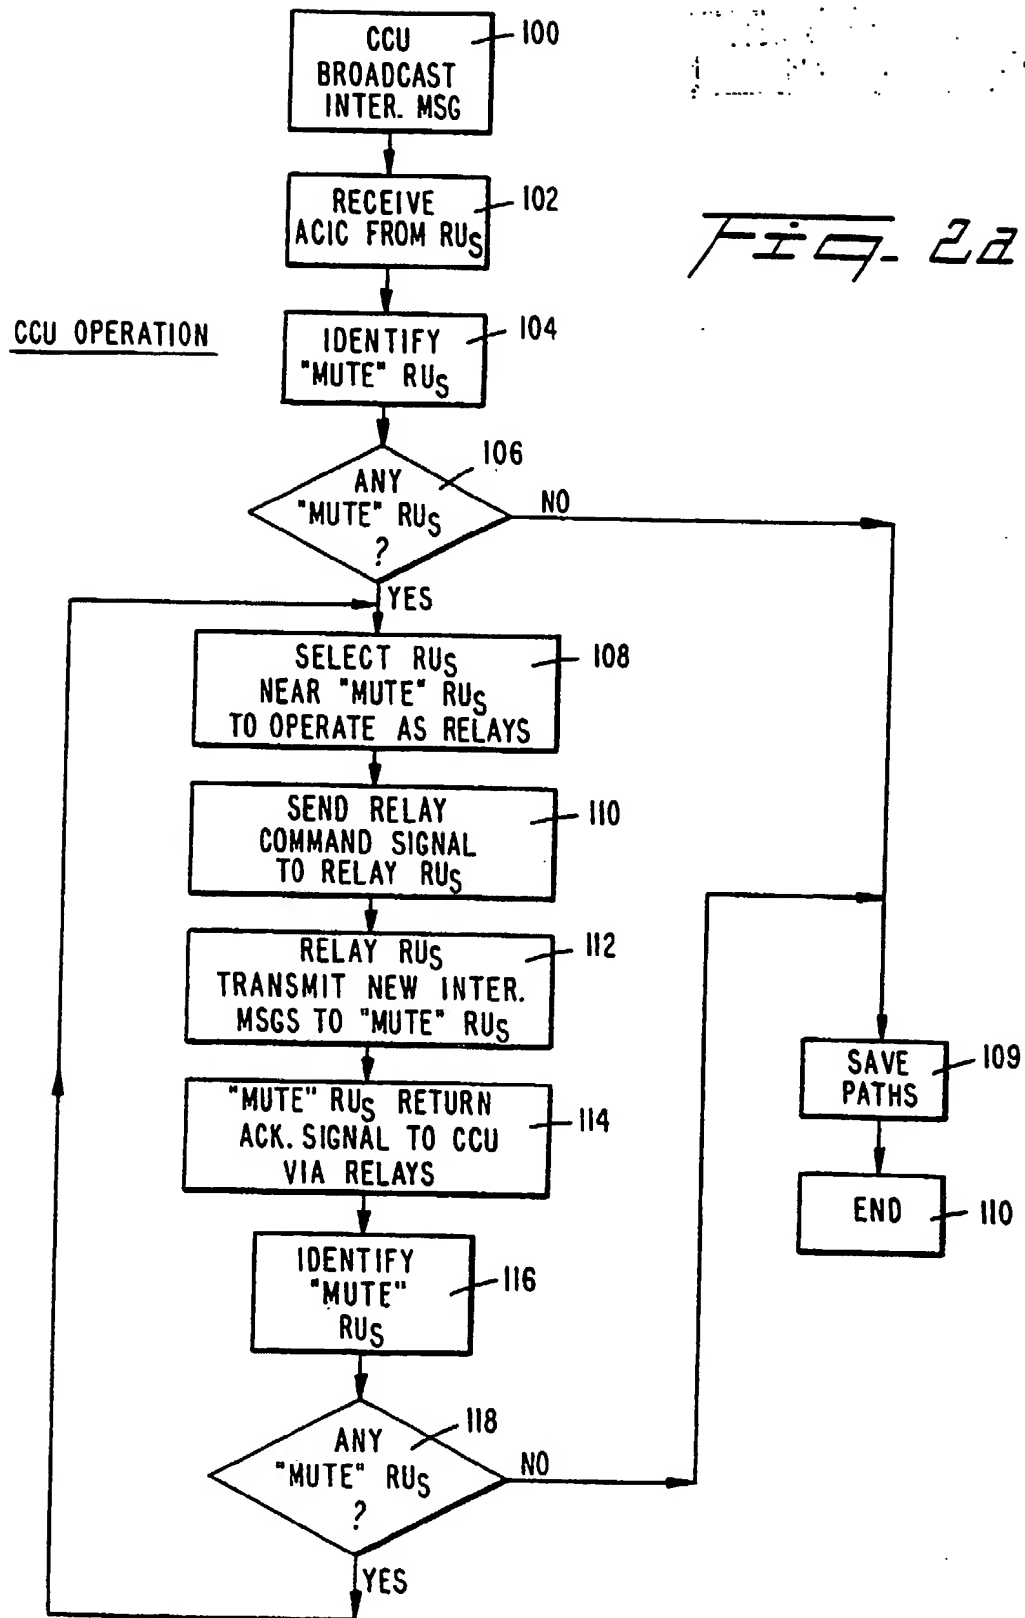 CCU
BROADCAST
INTER. MSG
100
RECEIVE
ACIC FROM RUS
102
Fig. 2a
CCU OPERATION
IDENTIFY
"MUTE" RUS
104
ANY
"MUTE" RUS
?
106
NO
YES
SELECT RUS
NEAR "MUTE" RUS
TO OPERATE AS RELAYS
108
SEND RELAY
COMMAND SIGNAL
TO RELAY RUS
110
RELAY RUS
TRANSMIT NEW INTER.
MSGS TO "MUTE" RUS
112
SAVE
PATHS
109
"MUTE" RUS RETURN
ACK. SIGNAL TO CCU
VIA RELAYS
114
END
110
IDENTIFY
"MUTE"
RUS
116
ANY
"MUTE" RUS
?
118
NO
YES